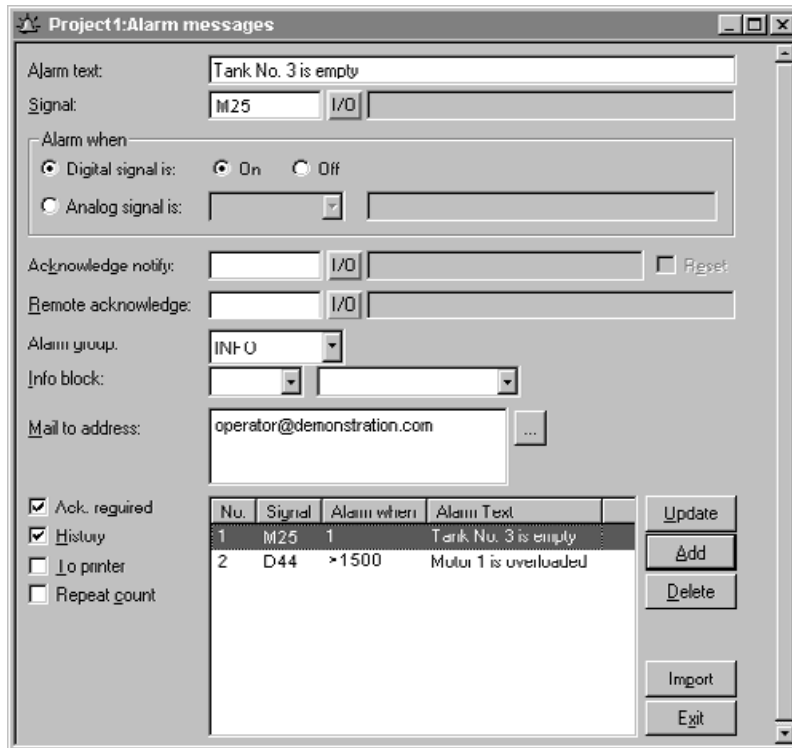 Project1:Alarm messages
Alarm text: Tank No. 3 is empty
Signal: M25 I/O
Alarm when
Digital signal is: On Off
Analog signal is:
Acknowledge notify: I/O Reset
Remote acknowledge: I/O
Alarm group: INFO
Info block:
Mail to address: operator@demonstration.com ...
Ack. required
History
To printer
Repeat count
No. Signal Alarm when Alarm Text
1 M25 1 Tank No. 3 is empty
2 D44 >1500 Motor 1 is overloaded
Update
Add
Delete
Import
Exit